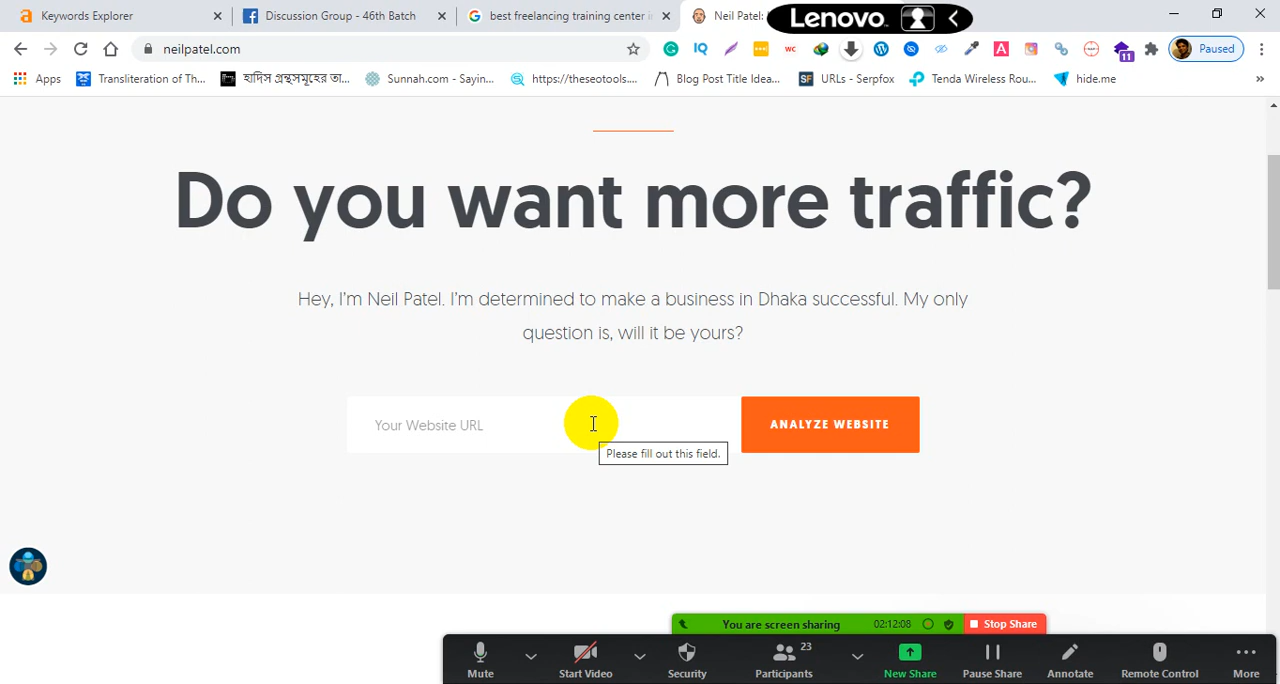 Keywords Explorer
Discussion Group - 46th Batch
best freelancing training center i
Neil Patel:
Lenovo
neilpatel.com
Paused
Apps
Transliteration of Th...
হাদিস গ্রন্থসমূহের তা...
Sunnah.com - Sayin...
https://theseotools....
Blog Post Title Idea...
SF
URLs - Serpfox
Tenda Wireless Rou...
hide.me
IQ
WC
A
11
Do you want more traffic?
Hey, I'm Neil Patel. I'm determined to make a business in Dhaka successful. My only
question is, will it be yours?
Your Website URL
ANALYZE WEBSITE
Please fill out this field.
You are screen sharing
02:12:08
Stop Share
Mute
Start Video
Security
Participants
23
New Share
Pause Share
Annotate
Remote Control
More